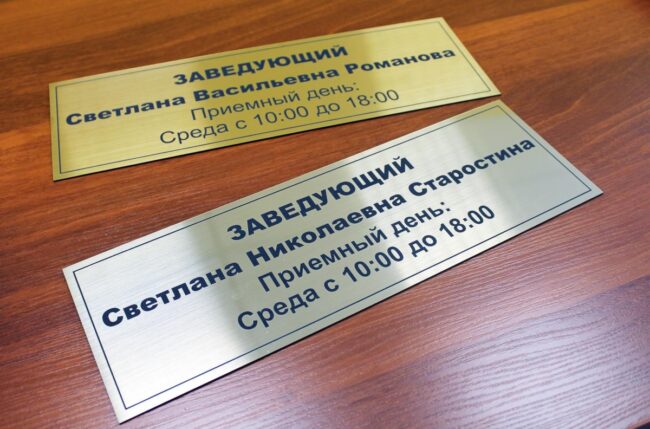 ЗАВЕДУЮЩИЙ
Светлана Васильевна Романова
Приемный день:
Среда с 10:00 до 18:00
ЗАВЕДУЮЩИЙ
Светлана Николаевна Старостина
Приемный день:
Среда с 10:00 до 18:00